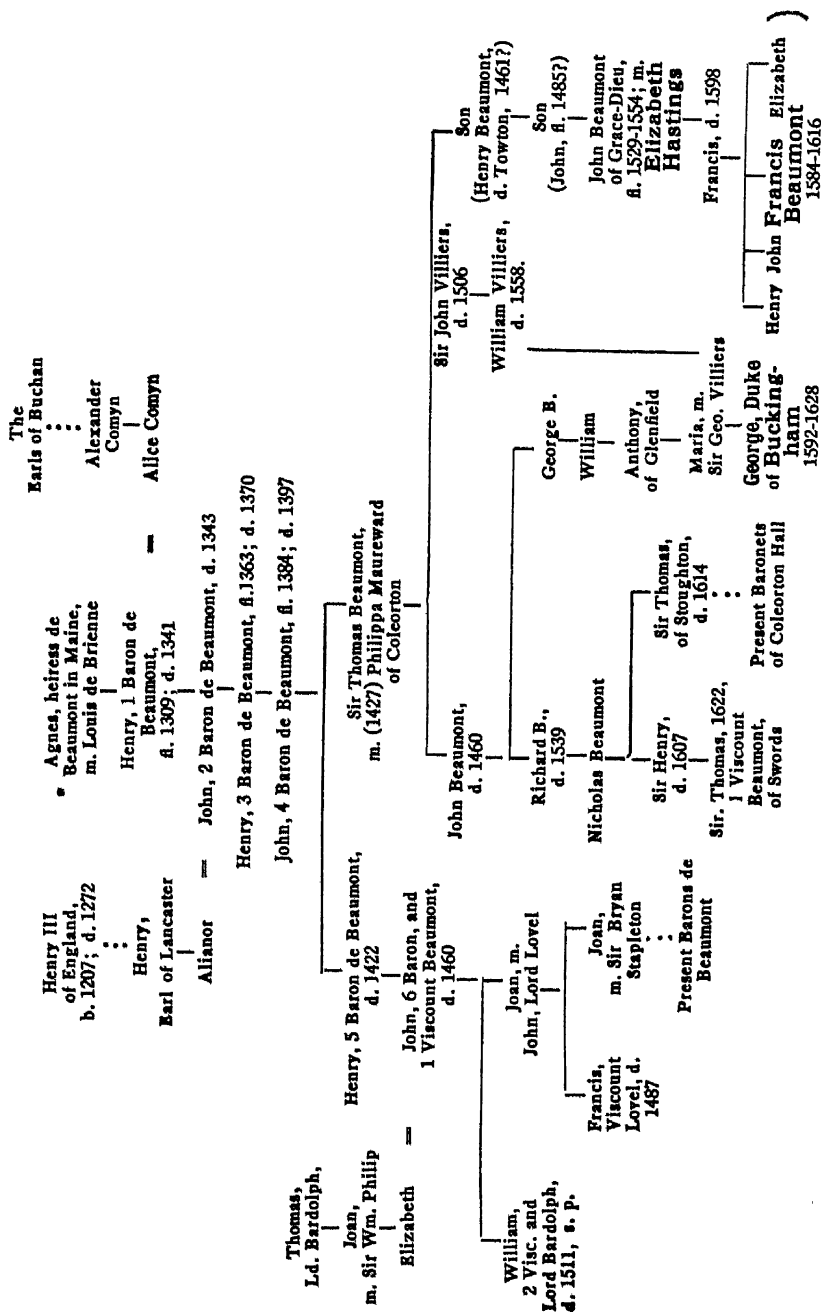 Henry III
of England,
b. 1207; d. 1272
Henry,
Earl of Lancaster
Alianor
* Agnes, heiress de
Beaumont in Maine,
m. Louis de Brienne
Henry, 1 Baron de
Beaumont,
fl. 1309; d. 1341
=
The
Earls of Buchan
Alexander
Comyn
Alice Comyn
= John, 2 Baron de Beaumont, d. 1343
Henry, 3 Baron de Beaumont, fl.1363; d. 1370
John, 4 Baron de Beaumont, fl. 1384; d. 1397
Thomas,
Ld. Bardolph,
Joan,
m. Sir Wm. Philip
Elizabeth
=
Henry, 5 Baron de Beaumont,
d. 1422
John, 6 Baron, and
1 Viscount Beaumont,
d. 1460
Sir Thomas Beaumont,
m. (1427) Philippa Maureward
of Coleorton
William,
2 Visc. and
Lord Bardolph,
d. 1511, s. p.
Joan, m.
John, Lord Lovel
Francis,
Viscount
Lovel, d.
1487
Joan,
m. Sir Bryan
Stapleton
Present Barons de
Beaumont
John Beaumont,
d. 1460
Richard B.,
d. 1539
Nicholas Beaumont
Sir Henry,
d. 1607
Sir. Thomas, 1622,
1 Viscount
Beaumont,
of Swords
Sir Thomas,
of Stoughton,
d. 1614
Present Baronets
of Coleorton Hall
George B.
William
Anthony,
of Glenfield
Maria, m.
Sir Geo. Villiers
George, Duke
of Bucking-
ham
1592-1628
Sir John Villiers,
d. 1506
William Villiers,
d. 1558.
Son
(Henry Beaumont,
d. Towton, 1461?)
Son
(John, fl. 1485?)
John Beaumont
of Grace-Dieu,
fl. 1529-1554; m.
Elizabeth
Hastings
Francis, d. 1598
Henry John Francis Elizabeth
Beaumont
1584-1616
)